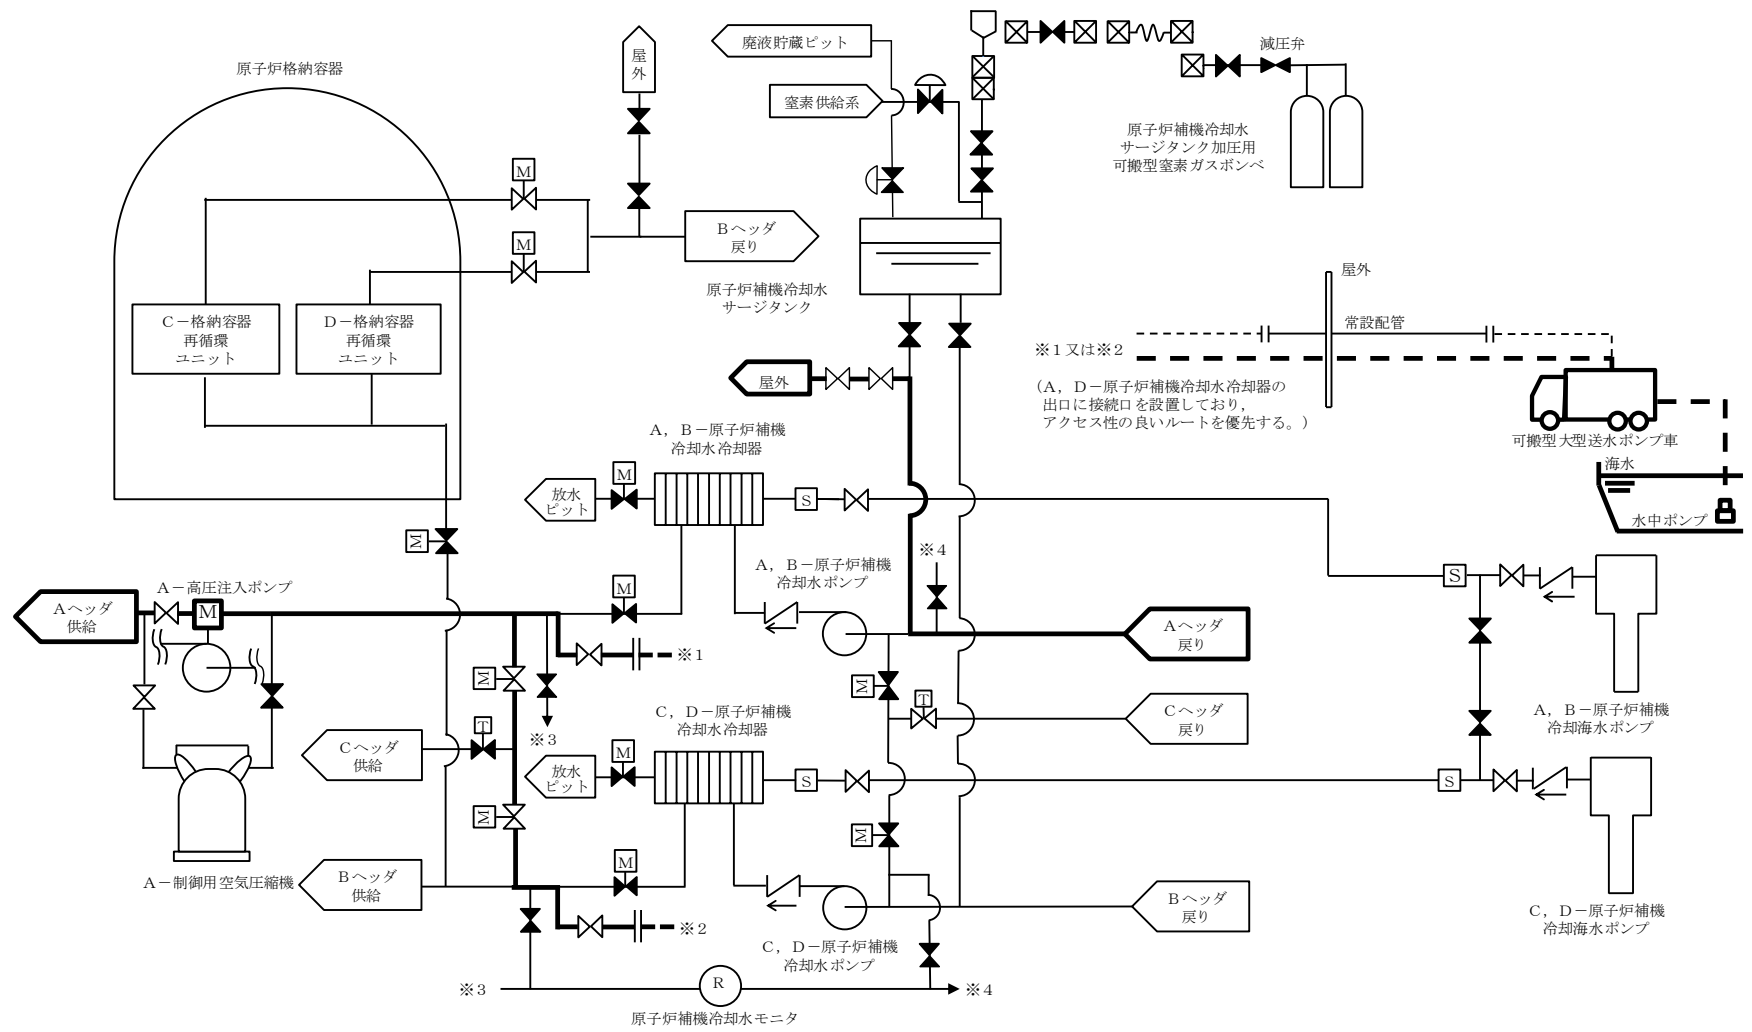 原子炉格納容器
屋
外
廃液貯蔵ピット
窒素供給系
減圧弁
原子炉補機冷却水
サージタンク加圧用
可搬型窒素ガスボンベ
M
M
Bヘッダ
戻り
原子炉補機冷却水
サージタンク
C－格納容器
再循環
ユニット
D－格納容器
再循環
ユニット
屋外
常設配管
※1又は※2
（A，D－原子炉補機冷却水冷却器の
出口に接続口を設置しており，
アクセス性の良いルートを優先する。）
可搬型大型送水ポンプ車
海水
水中ポンプ
屋外
A，B－原子炉補機
冷却水冷却器
放水
ピット
M
S
M
A，B－原子炉補機
冷却水ポンプ
※4
S
A－高圧注入ポンプ
Aヘッダ
供給
M
M
※1
Aヘッダ
戻り
M
M
T
Cヘッダ
戻り
A，B－原子炉補機
冷却海水ポンプ
C，D－原子炉補機
冷却水冷却器
※3
Cヘッダ
供給
T
放水
ピット
M
S
S
M
M
A－制御用空気圧縮機
Bヘッダ
供給
M
Bヘッダ
戻り
※2
C，D－原子炉補機
冷却水ポンプ
C，D－原子炉補機
冷却海水ポンプ
※3
R
※4
原子炉補機冷却水モニタ